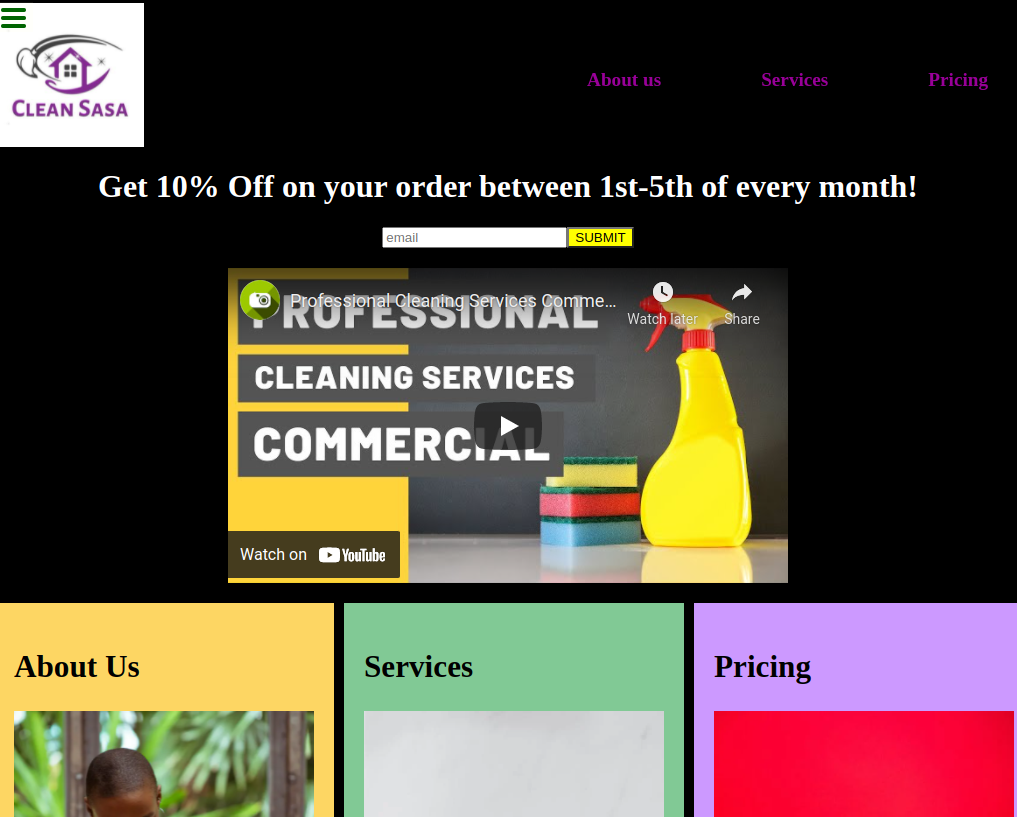 CLEAN SASA
About us
Services
Pricing
Get 10% Off on your order between 1st-5th of every month!
email
SUBMIT
Professional Cleaning Services Comme...
Watch later
Share
PROFESSIONAL
CLEANING SERVICES
COMMERCIAL
Watch on YouTube
About Us
Services
Pricing